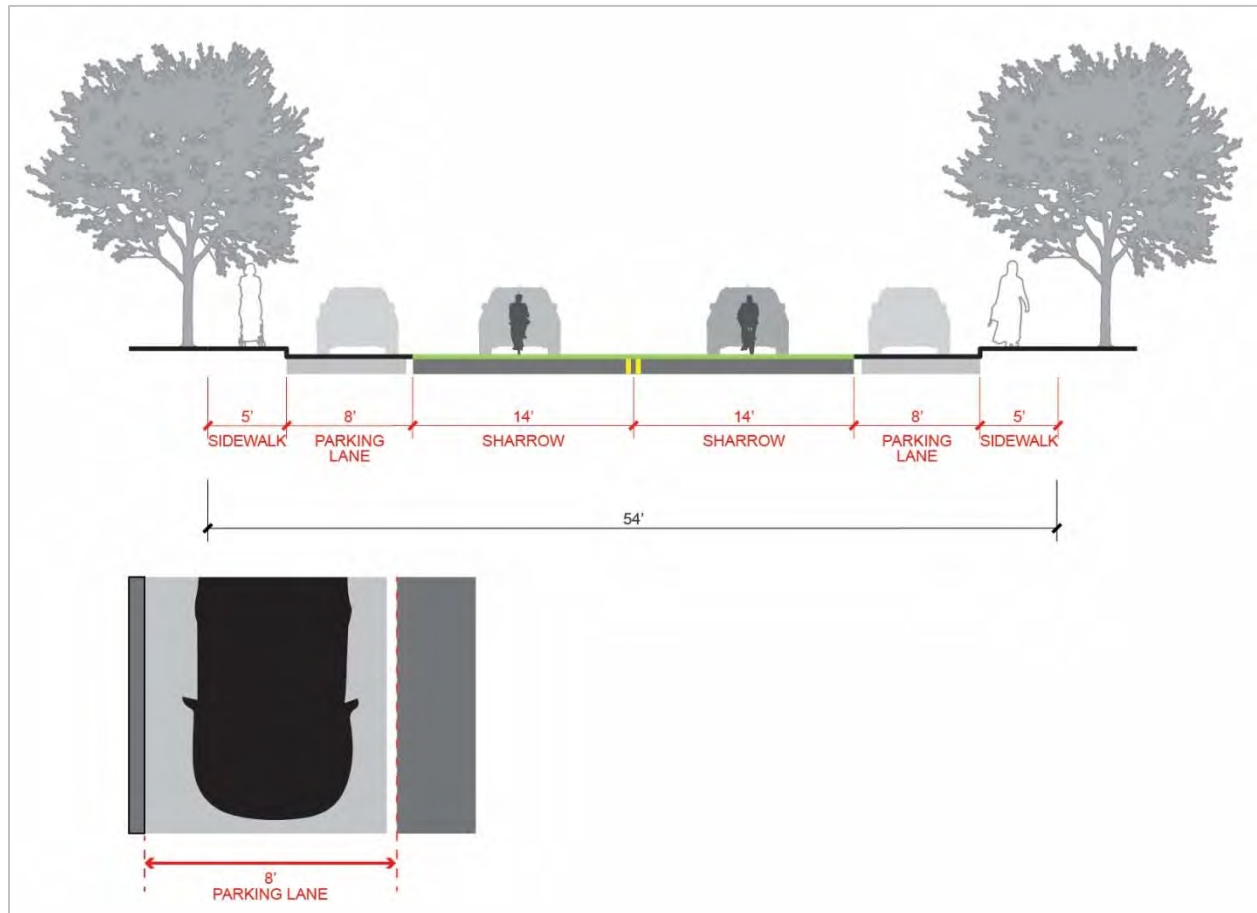 5' 8' 14' 14' 8' 5'
SIDEWALK PARKING SHARROW SHARROW PARKING SIDEWALK
LANE LANE
54'
8'
PARKING LANE